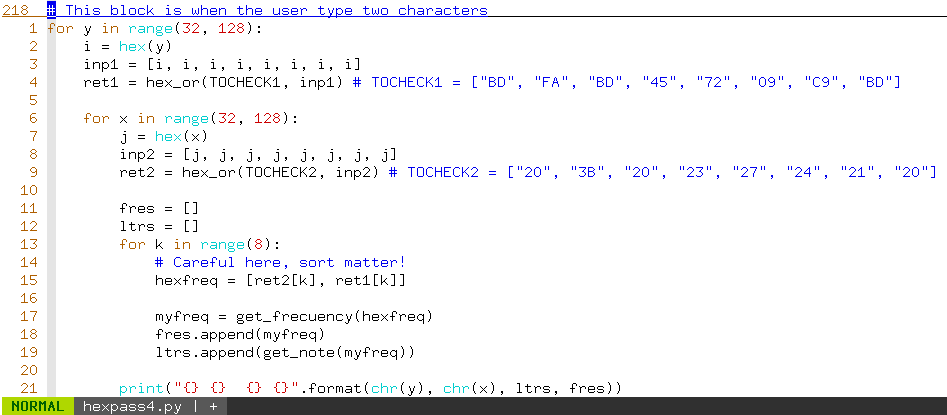 218 # This block is when the user type two characters
1 for y in range(32, 128):
2     i = hex(y)
3     inp1 = [i, i, i, i, i, i, i, i]
4     ret1 = hex_or(TOCHECK1, inp1) # TOCHECK1 = ["BD", "FA", "BD", "45", "72", "09", "C9", "BD"]
5
6     for x in range(32, 128):
7         j = hex(x)
8         inp2 = [j, j, j, j, j, j, j, j]
9         ret2 = hex_or(TOCHECK2, inp2) # TOCHECK2 = ["20", "3B", "20", "23", "27", "24", "21", "20"]
10
11         fres = []
12         ltrs = []
13         for k in range(8):
14             # Careful here, sort matter!
15             hexfreq = [ret2[k], ret1[k]]
16
17             myfreq = get_frecuency(hexfreq)
18             fres.append(myfreq)
19             ltrs.append(get_note(myfreq))
20
21         print("{} {}  {} {}".format(chr(y), chr(x), ltrs, fres))
NORMAL hexpass4.py | +